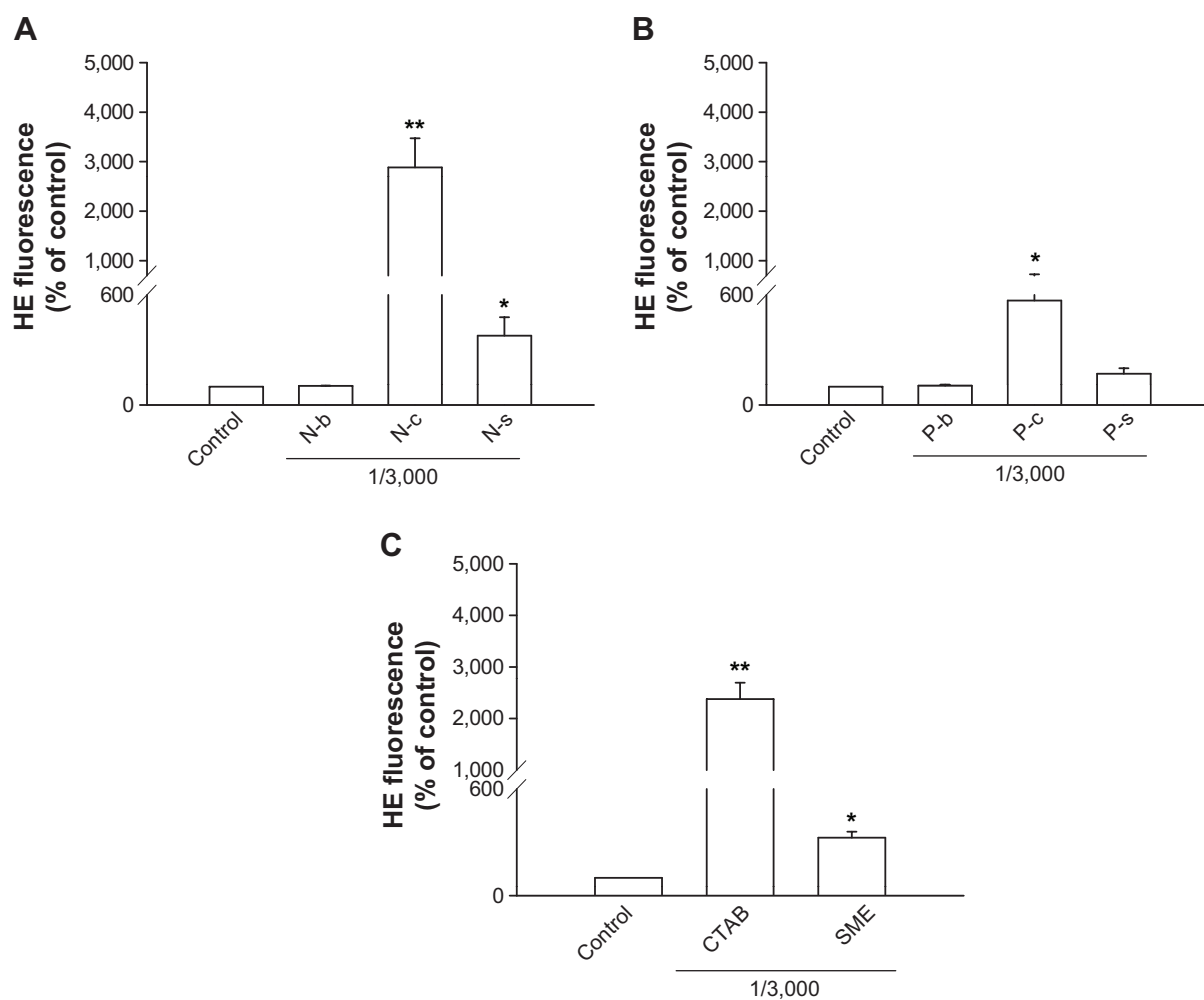 A
HE fluorescence
(% of control)
5,000
4,000
3,000
2,000
1,000
600
0
**
*
Control
N-b
N-c
N-s
1/3,000
B
HE fluorescence
(% of control)
5,000
4,000
3,000
2,000
1,000
600
0
*
Control
P-b
P-c
P-s
1/3,000
C
HE fluorescence
(% of control)
5,000
4,000
3,000
2,000
1,000
600
0
**
*
Control
CTAB
SME
1/3,000